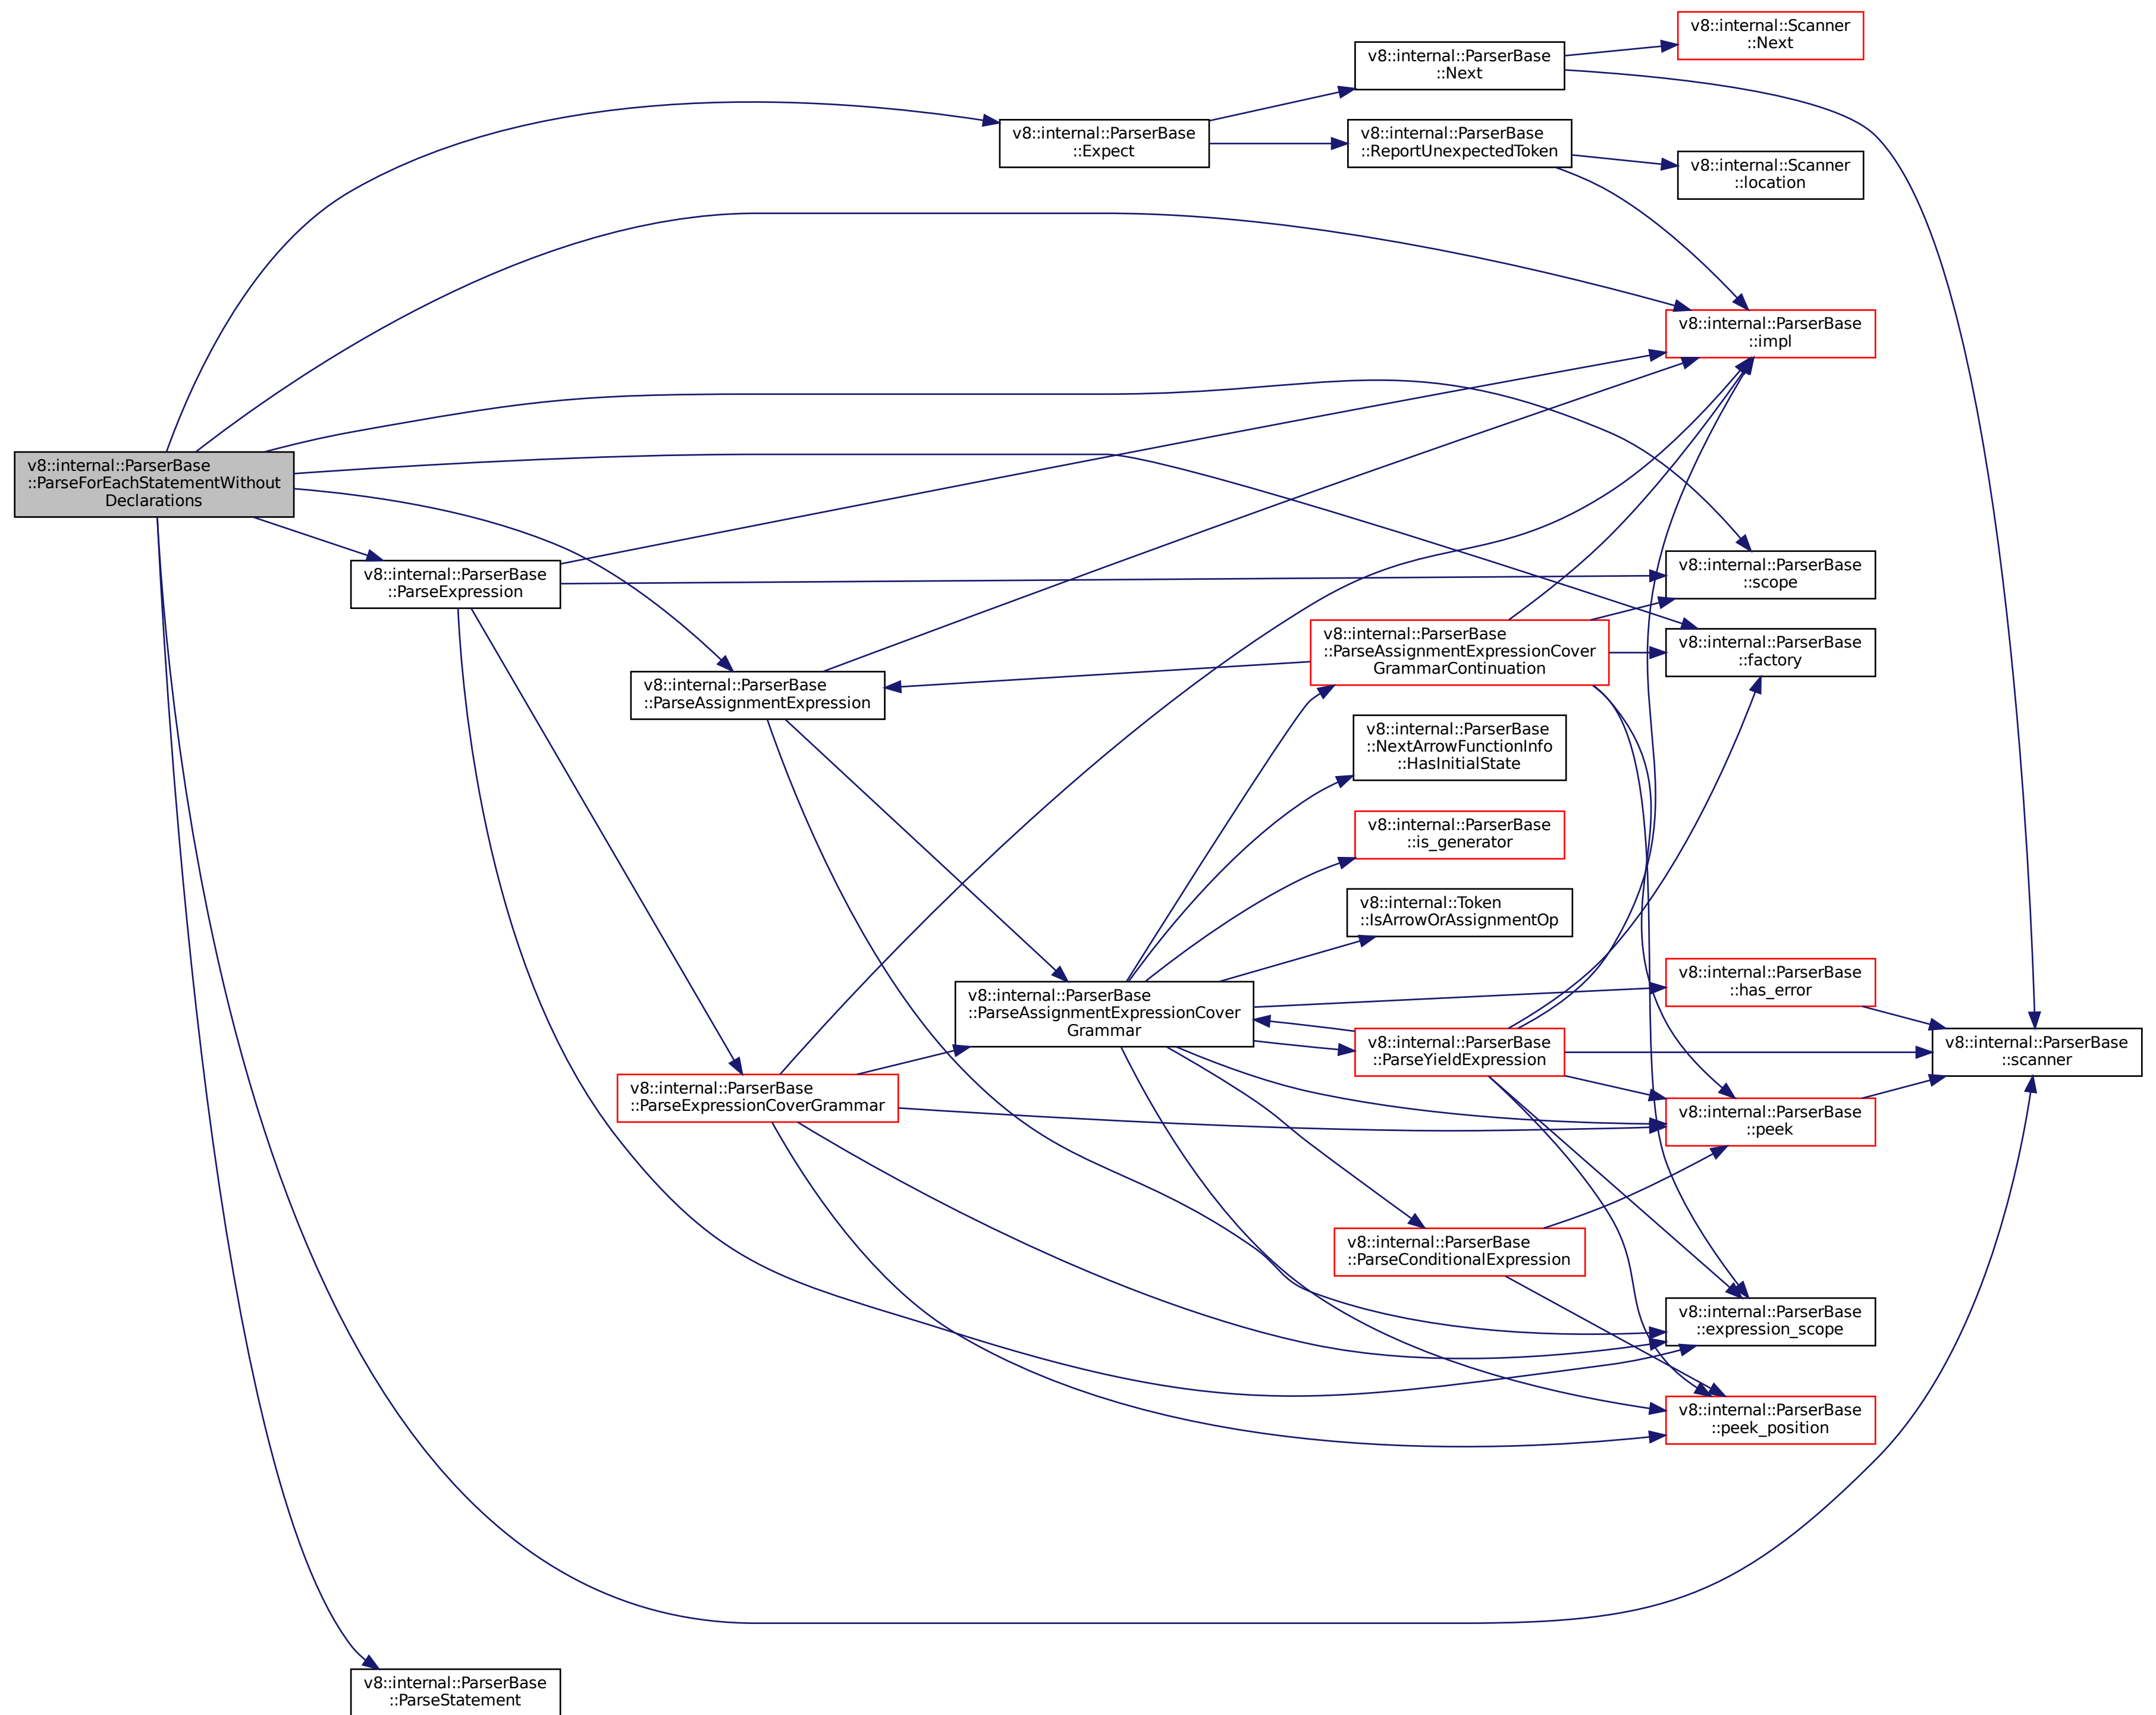 v8::internal::Scanner
::Next
v8::internal::ParserBase
::Next
v8::internal::ParserBase
::Expect
v8::internal::ParserBase
::ReportUnexpectedToken
v8::internal::Scanner
::location
v8::internal::ParserBase
::impl
v8::internal::ParserBase
::ParseForEachStatementWithout
Declarations
v8::internal::ParserBase
::ParseExpression
v8::internal::ParserBase
::scope
v8::internal::ParserBase
::ParseAssignmentExpressionCover
GrammarContinuation
v8::internal::ParserBase
::factory
v8::internal::ParserBase
::ParseAssignmentExpression
v8::internal::ParserBase
::NextArrowFunctionInfo
::HasInitialState
v8::internal::ParserBase
::is_generator
v8::internal::Token
::IsArrowOrAssignmentOp
v8::internal::ParserBase
::has_error
v8::internal::ParserBase
::ParseAssignmentExpressionCover
Grammar
v8::internal::ParserBase
::ParseYieldExpression
v8::internal::ParserBase
::scanner
v8::internal::ParserBase
::ParseExpressionCoverGrammar
v8::internal::ParserBase
::peek
v8::internal::ParserBase
::ParseConditionalExpression
v8::internal::ParserBase
::expression_scope
v8::internal::ParserBase
::peek_position
v8::internal::ParserBase
::ParseStatement